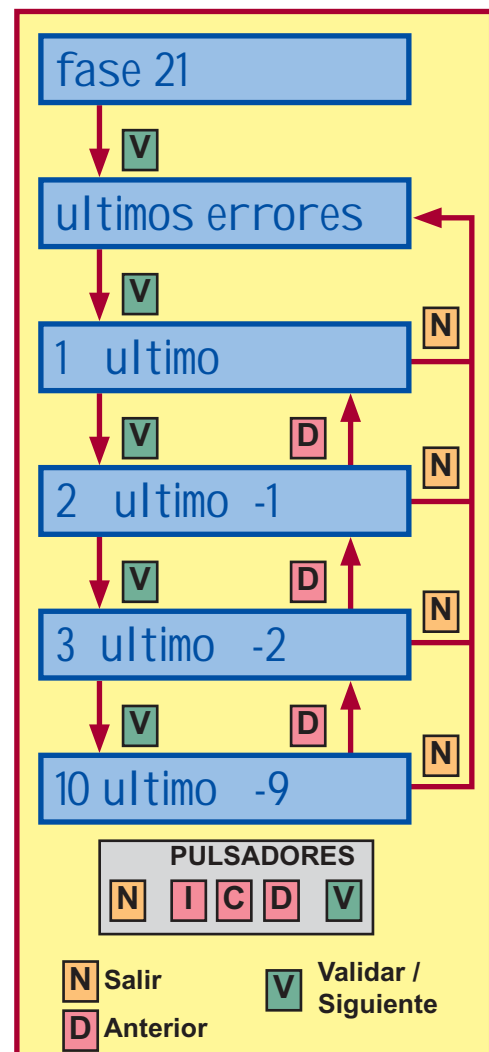 fase 21
V
ultimos errores
V
N
1 ultimo
V
D
N
2 ultimo -1
V
D
N
3 ultimo -2
V
D
N
10 ultimo -9
PULSADORES
N I C D V
N Salir
V Validar /
Siguiente
D Anterior